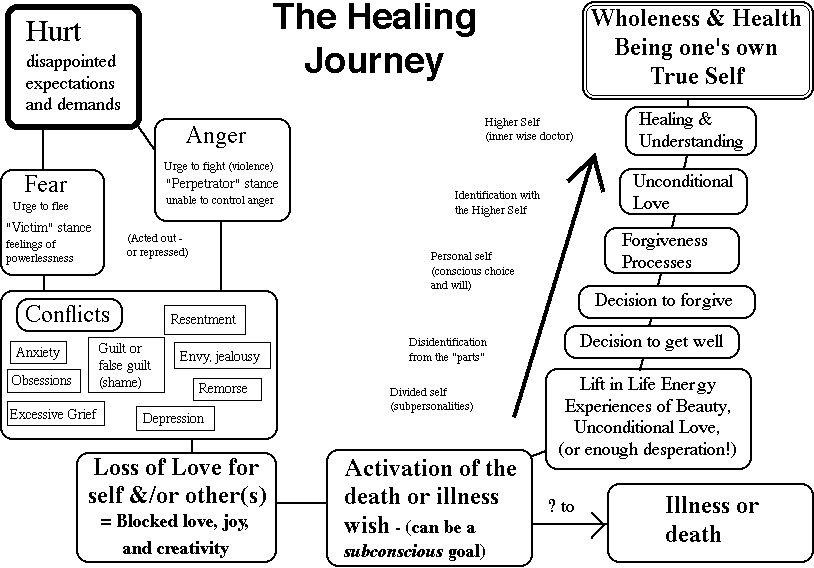 The Healing
Journey
Hurt
disappointed
expectations
and demands
Anger
Urge to fight (violence)
"Perpetrator" stance
unable to control anger
Fear
Urge to flee
"Victim" stance
feelings of
powerlessness
(Acted out -
or repressed)
Conflicts
Resentment
Anxiety
Guilt or
false guilt
(shame)
Envy, jealousy
Obsessions
Remorse
Excessive Grief
Depression
Loss of Love for
self &/or other(s)
= Blocked love, joy,
and creativity
Activation of the
death or illness
wish - (can be a
subconscious goal)
? to
Illness or
death
Lift in Life Energy
Experiences of Beauty,
Unconditional Love,
(or enough desperation!)
Decision to get well
Decision to forgive
Forgiveness
Processes
Unconditional
Love
Healing &
Understanding
Wholeness & Health
Being one's own
True Self
Higher Self
(inner wise doctor)
Identification with
the Higher Self
Personal self
(conscious choice
and will)
Disidentification
from the "parts"
Divided self
(subpersonalities)